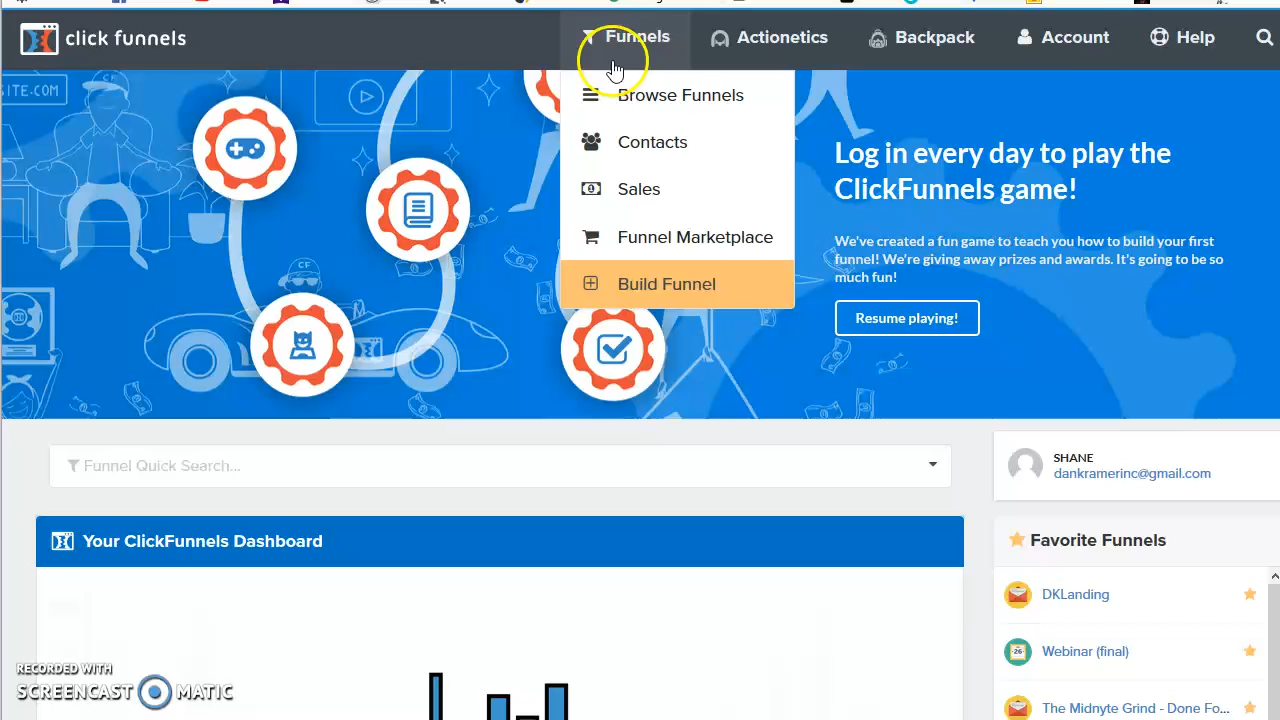 click funnels
Funnels
Actionetics
Backpack
Account
Help
SITE.COM
Browse Funnels
Contacts
Sales
Funnel Marketplace
Build Funnel
CF
Log in every day to play the
ClickFunnels game!
We've created a fun game to teach you how to build your first
funnel! We're giving away prizes and awards. It's going to be so
much fun!
Resume playing!
Funnel Quick Search...
SHANE
dankramerinc@gmail.com
Your ClickFunnels Dashboard
Favorite Funnels
DKLanding
Webinar (final)
The Midnyte Grind - Done Fo...
RECORDED WITH
SCREENCAST MATIC